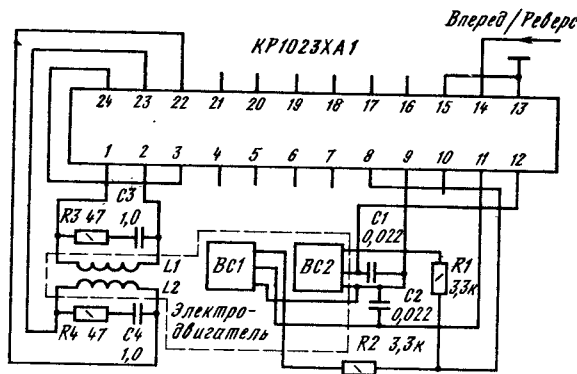 Вперед/Реверс
КР1023ХА1
24 23 22 21 20 19 18 17 16 15 14 13
1 2 3 4 5 6 7 8 9 10 11 12
C3
1,0
R3 47
L1
L2
R4 47
C4
1,0
Электро-
двигатель
BC1
BC2
C1
0,022
C2
0,022
R1
3,3к
R2 3,3к